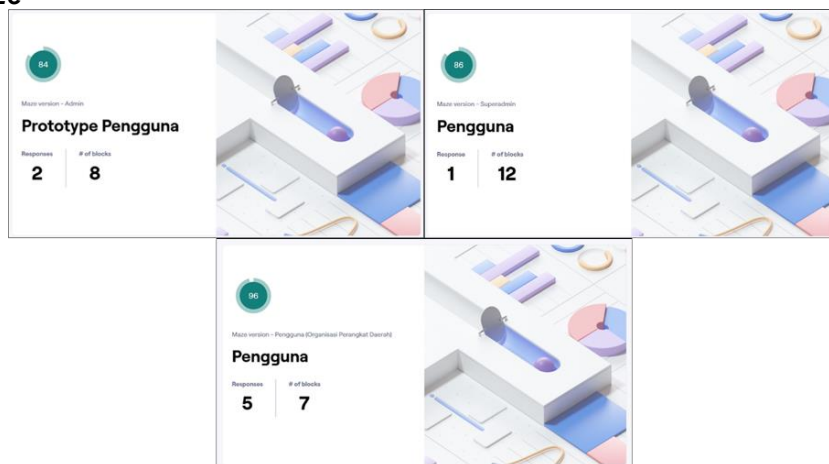 84
Maze version - Admin
Prototype Pengguna
Responses # of blocks
2 8
86
Maze version - Superadmin
Pengguna
Response # of blocks
1 12
96
Maze version - Pengguna (Organisasi Perangkat Daerah)
Pengguna
Responses # of blocks
5 7